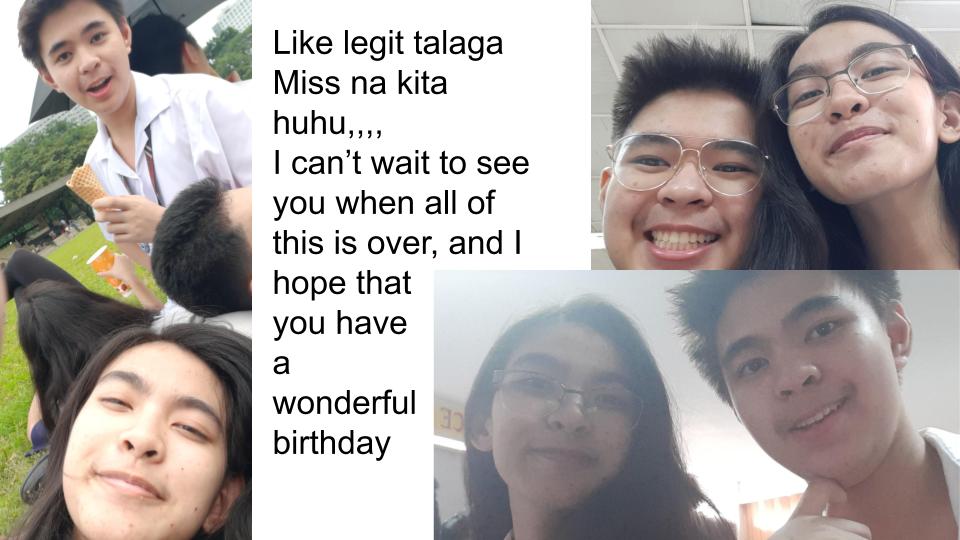 Like legit talaga
Miss na kita
huhu,,,,
I can’t wait to see
you when all of
this is over, and I
hope that
you have
a
wonderful
birthday